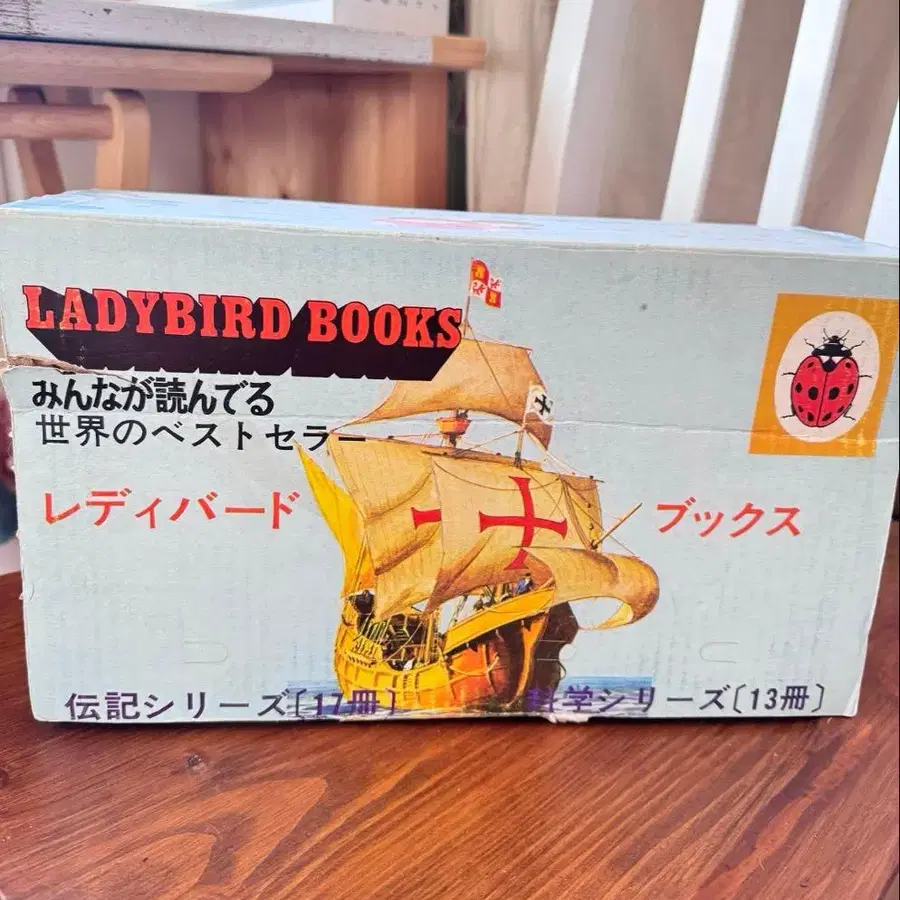 LADYBIRD BOOKS
みんなが読んでる
世界のベストセラー
レディバード ブックス
伝記シリーズ〔17冊〕 科学シリーズ〔13冊〕